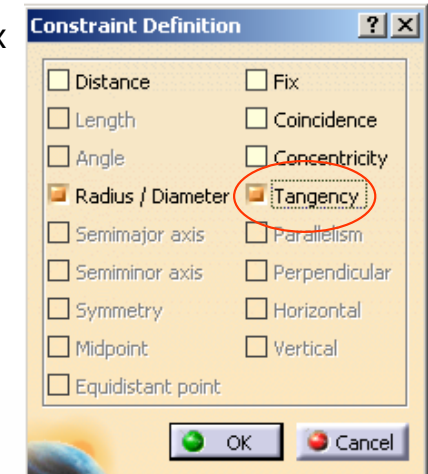 x
Constraint Definition ? X
Distance Fix
Length Coincidence
Angle Concentricity
Radius / Diameter Tangency
Semimajor axis Parallelism
Semiminor axis Perpendicular
Symmetry Horizontal
Midpoint Vertical
Equidistant point
OK Cancel